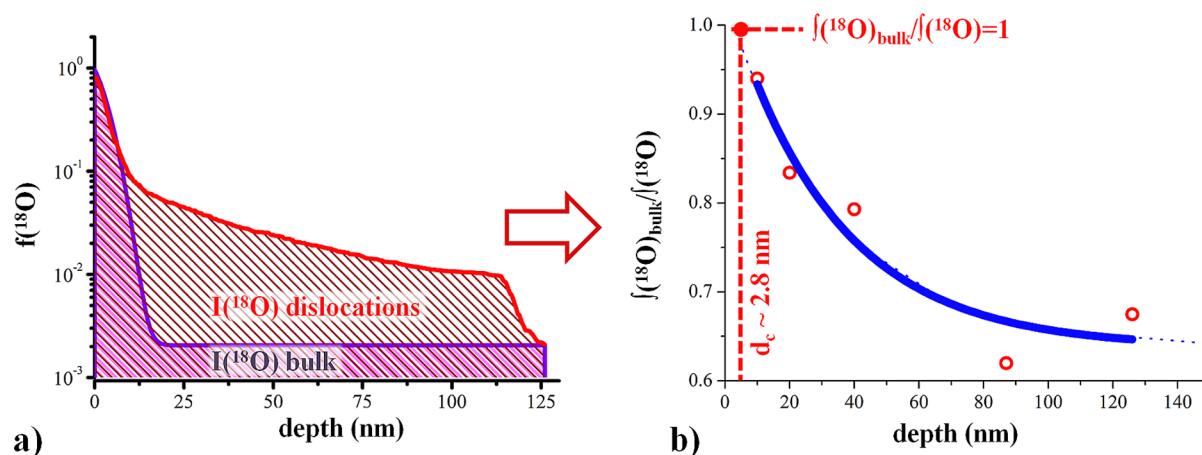 10⁰
10⁻¹
10⁻²
10⁻³
f(¹⁸O)
I(¹⁸O) dislocations
I(¹⁸O) bulk
0 25 50 75 100 125
depth (nm)
a)
1.0
0.9
0.8
0.7
0.6
∫(¹⁸O)bulk/∫(¹⁸O)
∫(¹⁸O)bulk/∫(¹⁸O)=1
dc ~ 2.8 nm
0 20 40 60 80 100 120 140
depth (nm)
b)